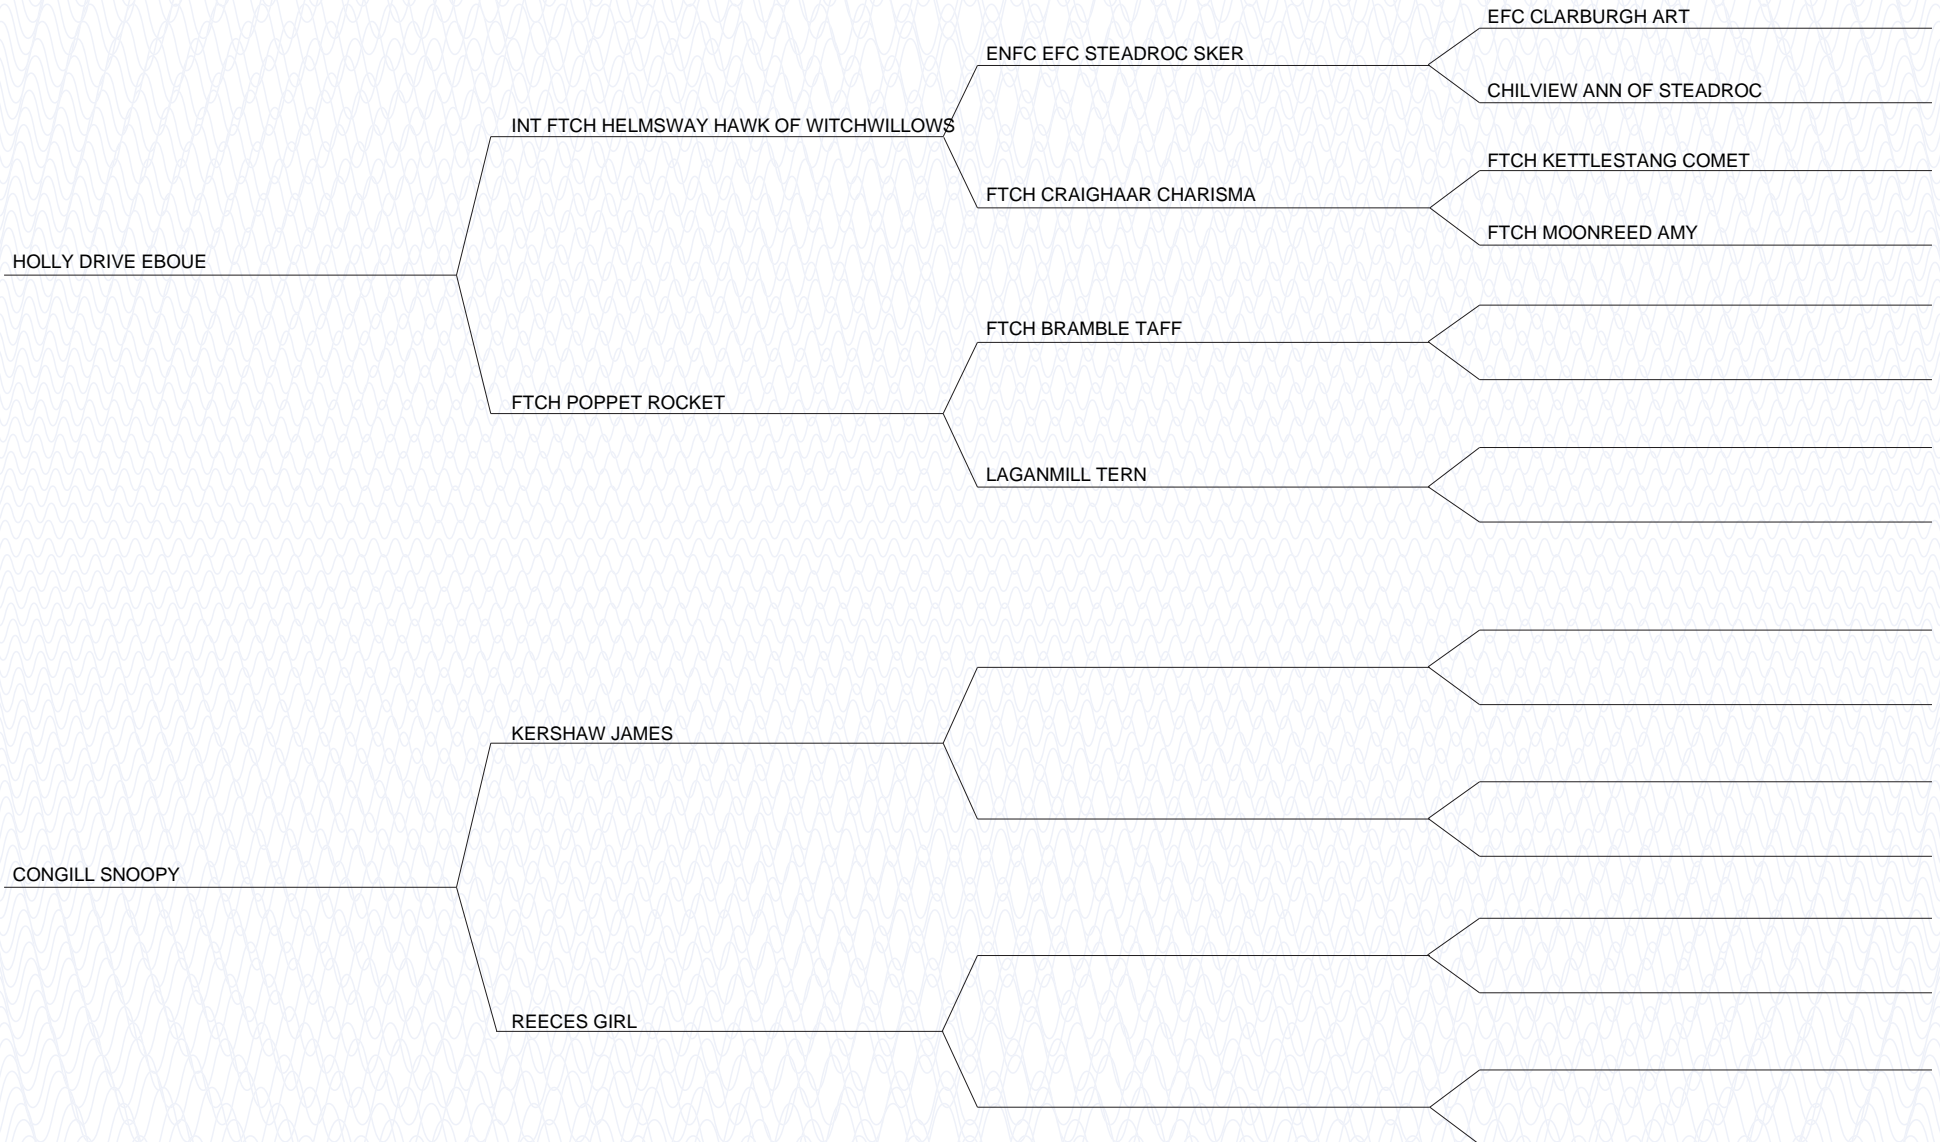 EFC CLARBURGH ART
ENFC EFC STEADROC SKER
CHILVIEW ANN OF STEADROC
INT FTCH HELMSWAY HAWK OF WITCHWILLOWS
FTCH KETTLESTANG COMET
FTCH CRAIGHAAR CHARISMA
FTCH MOONREED AMY
HOLLY DRIVE EBOUE
FTCH BRAMBLE TAFF
FTCH POPPET ROCKET
LAGANMILL TERN
KERSHAW JAMES
CONGILL SNOOPY
REECES GIRL